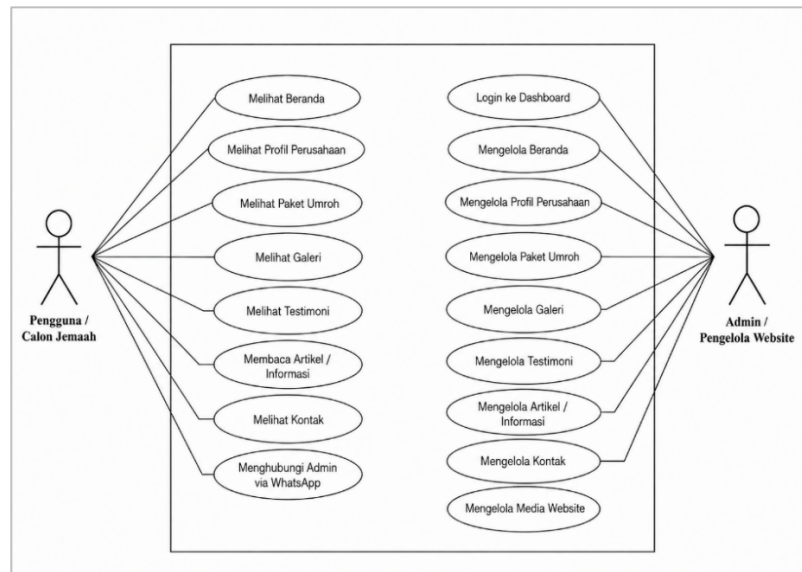 Melihat Beranda
Melihat Profil Perusahaan
Melihat Paket Umroh
Melihat Galeri
Melihat Testimoni
Membaca Artikel /
Informasi
Melihat Kontak
Menghubungi Admin
via WhatsApp
Login ke Dashboard
Mengelola Beranda
Mengelola Profil Perusahaan
Mengelola Paket Umroh
Mengelola Galeri
Mengelola Testimoni
Mengelola Artikel /
Informasi
Mengelola Kontak
Mengelola Media Website
Pengguna /
Calon Jemaah
Admin /
Pengelola Website